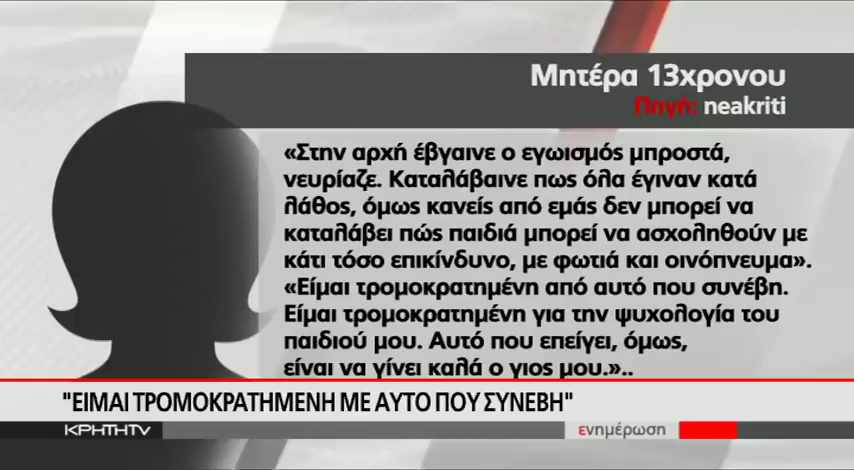 Μητέρα 13χρονου
Πηγή: neakriti
«Στην αρχή έβγαινε ο εγωισμός μπροστά,
νευρίαζε. Καταλάβαινε πως όλα έγιναν κατά
λάθος, όμως κανείς από εμάς δεν μπορεί να
καταλάβει πώς παιδιά μπορεί να ασχοληθούν με
κάτι τόσο επικίνδυνο, με φωτιά και οινόπνευμα».
«Είμαι τρομοκρατημένη από αυτό που συνέβη.
Είμαι τρομοκρατημένη για την ψυχολογία του
παιδιού μου. Αυτό που επείγει, όμως,
είναι να γίνει καλά ο γιος μου.»..
"ΕΙΜΑΙ ΤΡΟΜΟΚΡΑΤΗΜΕΝΗ ΜΕ ΑΥΤΟ ΠΟΥ ΣΥΝΕΒΗ"
ΚΡΗΤΗTV
ενημέρωση